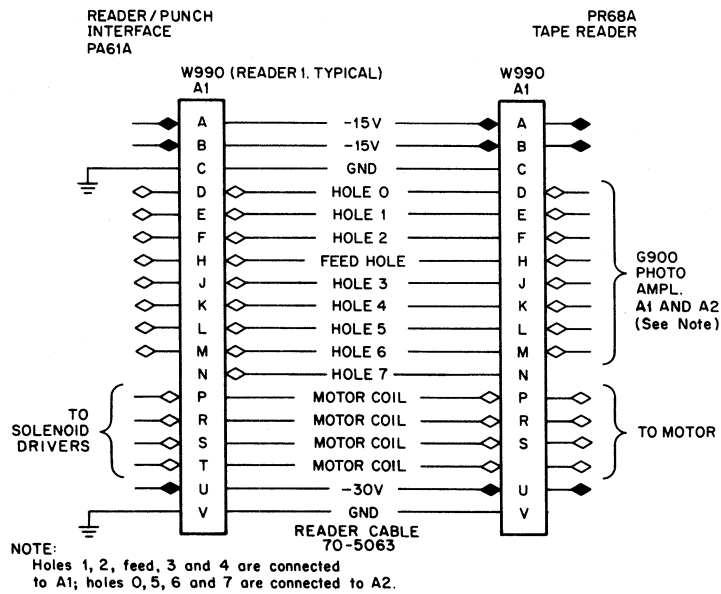 READER/PUNCH
INTERFACE
PA61A
PR68A
TAPE READER
W990 (READER 1. TYPICAL)
A1
W990
A1
A -15V A
B -15V B
C GND C
D HOLE 0 D
E HOLE 1 E
F HOLE 2 F
H FEED HOLE H
J HOLE 3 J
K HOLE 4 K
L HOLE 5 L
M HOLE 6 M
N HOLE 7 N
P MOTOR COIL P
R MOTOR COIL R
S MOTOR COIL S
T MOTOR COIL
U -30V U
V GND V
G900
PHOTO
AMPL.
A1 AND A2
(See Note)
TO
SOLENOID
DRIVERS
TO MOTOR
READER CABLE
70-5063
NOTE:
Holes 1, 2, feed, 3 and 4 are connected
to A1; holes 0, 5, 6 and 7 are connected to A2.